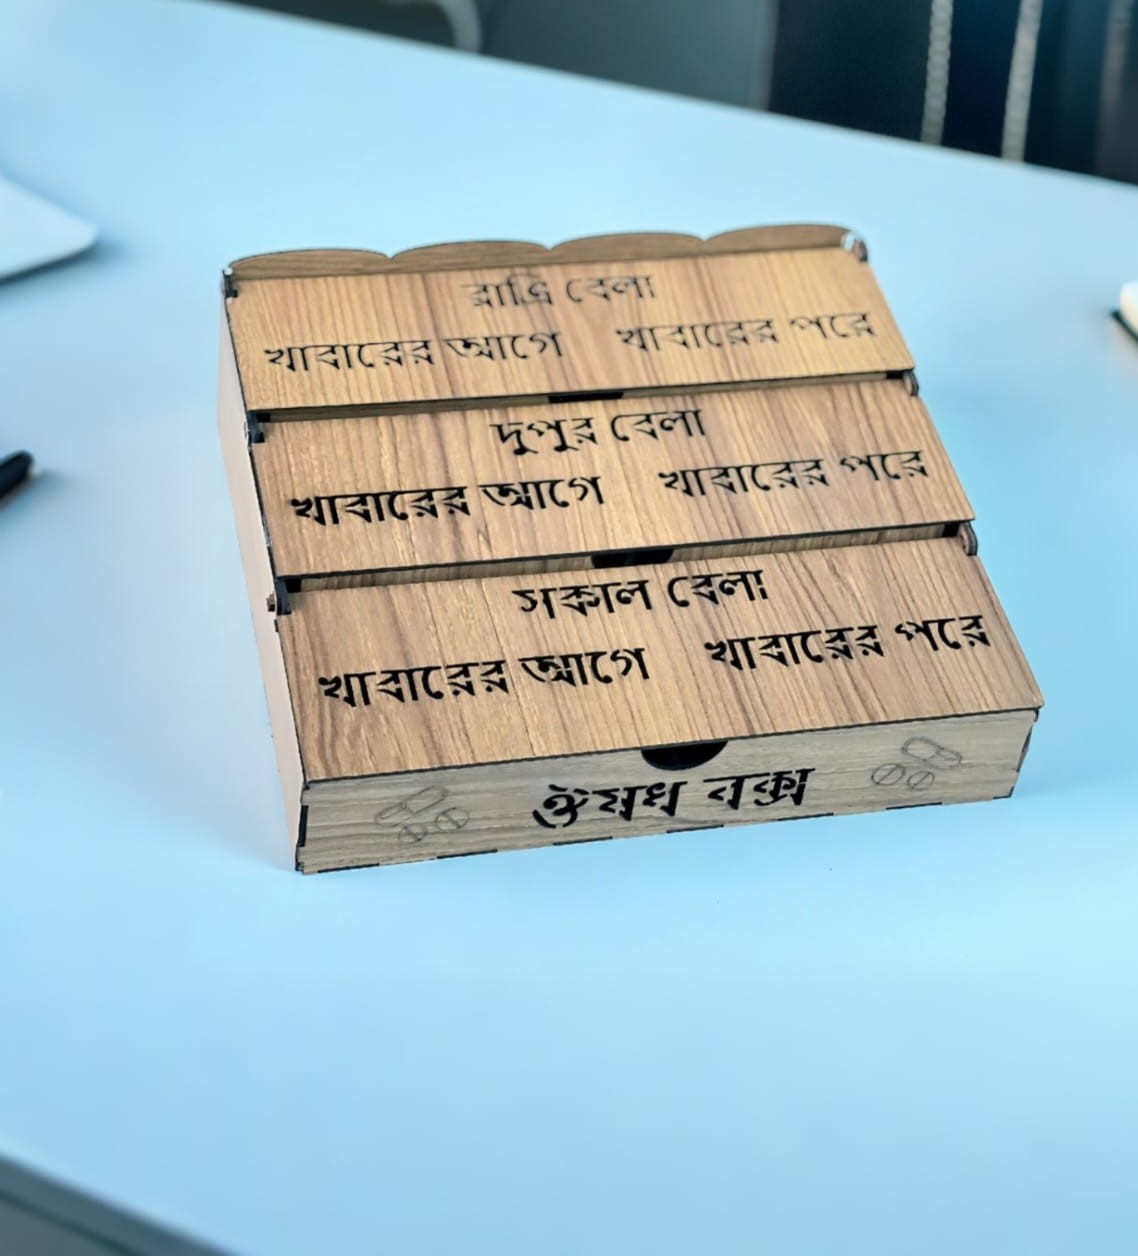 রাত্রি বেলা
খাবারের আগে খাবারের পরে
দুপুর বেলা
খাবারের আগে খাবারের পরে
সকাল বেলা
খাবারের আগে খাবারের পরে
ঔষধ বক্স